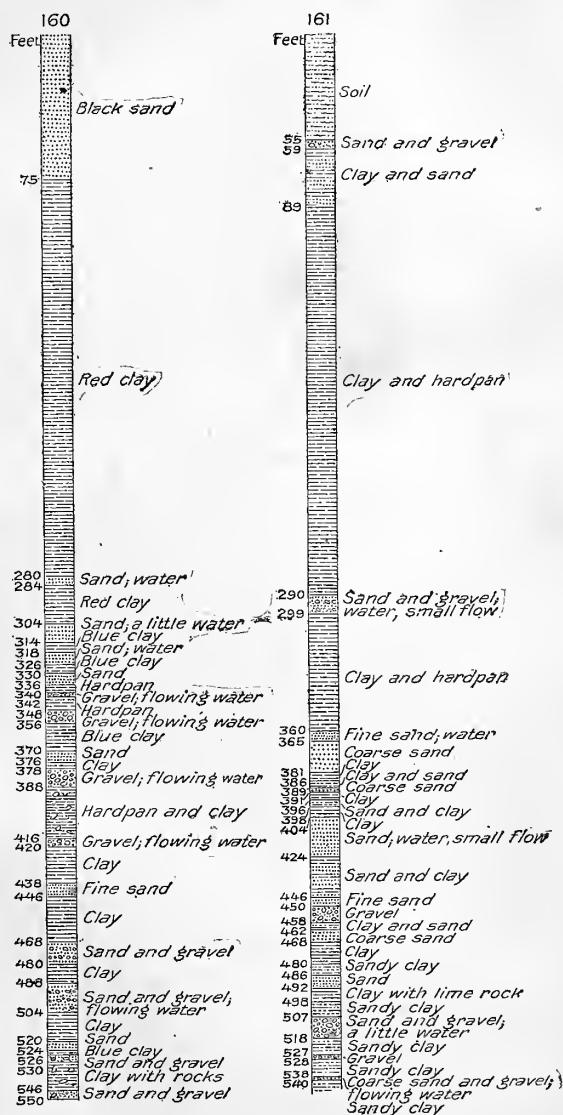 160
Feet
Black sand
75
Red clay
280
Sand; water
284
Red clay
304
Sand; a little water
314
Blue clay
318
Sand; water
326
Blue clay
330
Sand
336
Hardpan
340
Gravel; flowing water
342
Hardpan
348
Gravel; flowing water
356
Blue clay
370
Sand
376
Clay
378
Gravel; flowing water
388
Hardpan and clay
416
Gravel; flowing water
420
Clay
438
Fine sand
446
Clay
468
Sand and gravel
480
Clay
488
Sand and gravel;
flowing water
504
Clay
520
Sand
524
Blue clay
526
Sand and gravel
530
Clay with rocks
546
Sand and gravel
550
161
Feet
Soil
55
Sand and gravel
59
Clay and sand
89
Clay and hardpan
290
Sand and gravel;
water, small flow
299
Clay and hardpan
360
Fine sand; water
365
Coarse sand
381
Clay
Clay and sand
386
Coarse sand
389
Clay
391
Sand and clay
396
Clay
398
Sand; water, small flow
404
424
Sand and clay
446
Fine sand
450
Gravel
458
Clay and sand
462
Coarse sand
468
Clay
480
Sandy clay
486
Sand
492
Clay with lime rock
498
Sandy clay
507
Sand and gravel;
a little water
518
Sandy clay
527
Gravel
528
Sandy clay
538
Coarse sand and gravel;
540
flowing water
Sandy clay